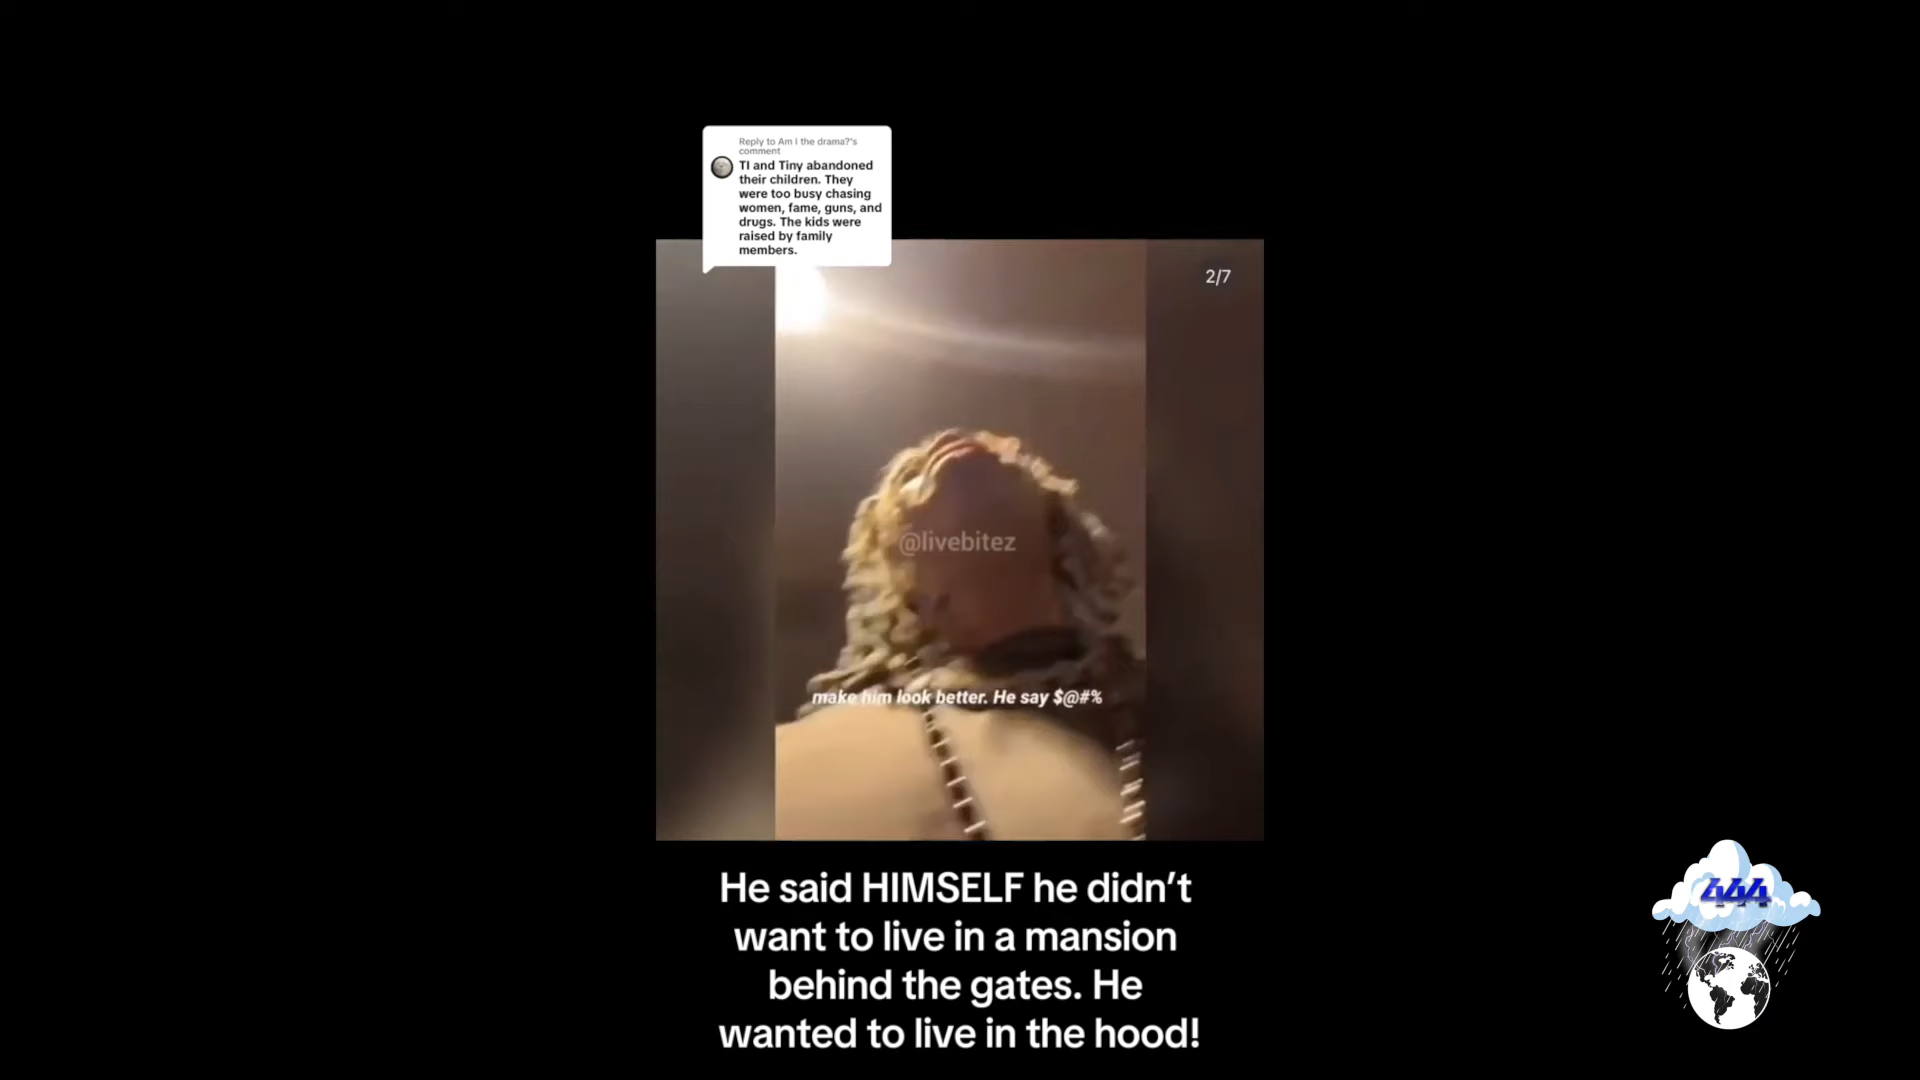 Reply to Am I the drama?'s
comment
TI and Tiny abandoned
their children. They
were too busy chasing
women, fame, guns, and
drugs. The kids were
raised by family
members.
2/7
@livebitez
make him look better. He say $@#%
He said HIMSELF he didn’t
want to live in a mansion
behind the gates. He
wanted to live in the hood!
444